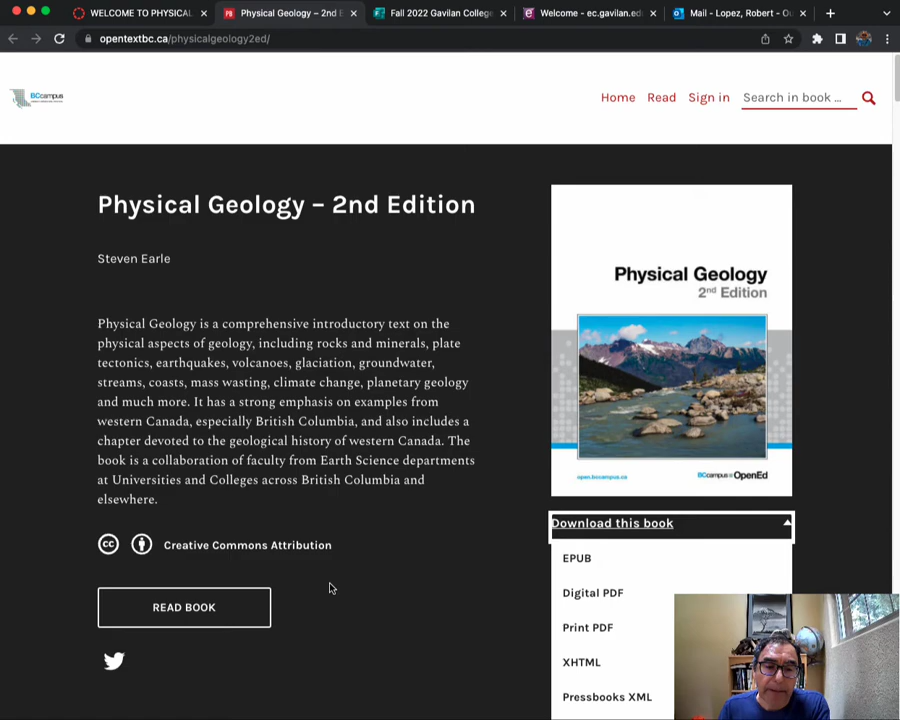 WELCOME TO PHYSICAL
Physical Geology – 2nd E
Fall 2022 Gavilan College
Welcome - ec.gavilan.ed
Mail - Lopez, Robert - Ou
opentextbc.ca/physicalgeology2ed/
BCcampus
Home
Read
Sign in
Search in book ...
Physical Geology – 2nd Edition
Steven Earle
Physical Geology is a comprehensive introductory text on the
physical aspects of geology, including rocks and minerals, plate
tectonics, earthquakes, volcanoes, glaciation, groundwater,
streams, coasts, mass wasting, climate change, planetary geology
and much more. It has a strong emphasis on examples from
western Canada, especially British Columbia, and also includes a
chapter devoted to the geological history of western Canada. The
book is a collaboration of faculty from Earth Science departments
at Universities and Colleges across British Columbia and
elsewhere.
cc
Creative Commons Attribution
READ BOOK
Physical Geology
2nd Edition
open.bccampus.ca
BCcampus OpenEd
Download this book
EPUB
Digital PDF
Print PDF
XHTML
Pressbooks XML